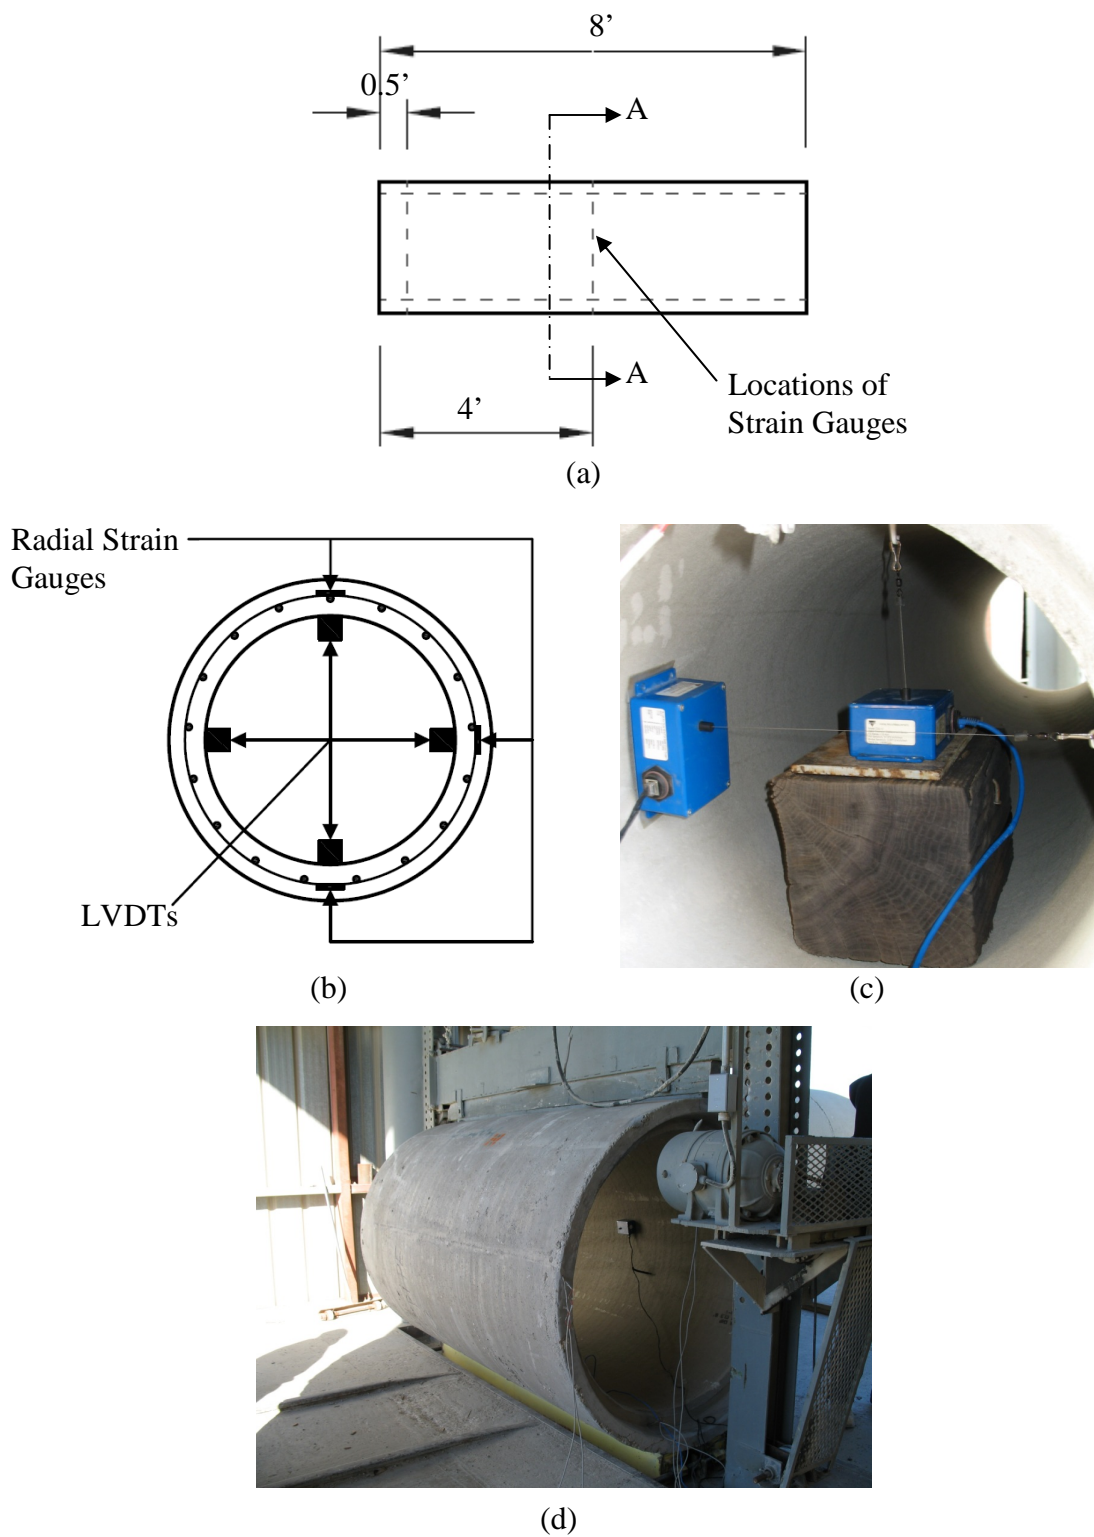 8’
0.5’
A
A
4’
Locations of
Strain Gauges
(a)
Radial Strain
Gauges
LVDTs
(b)
(c)
(d)